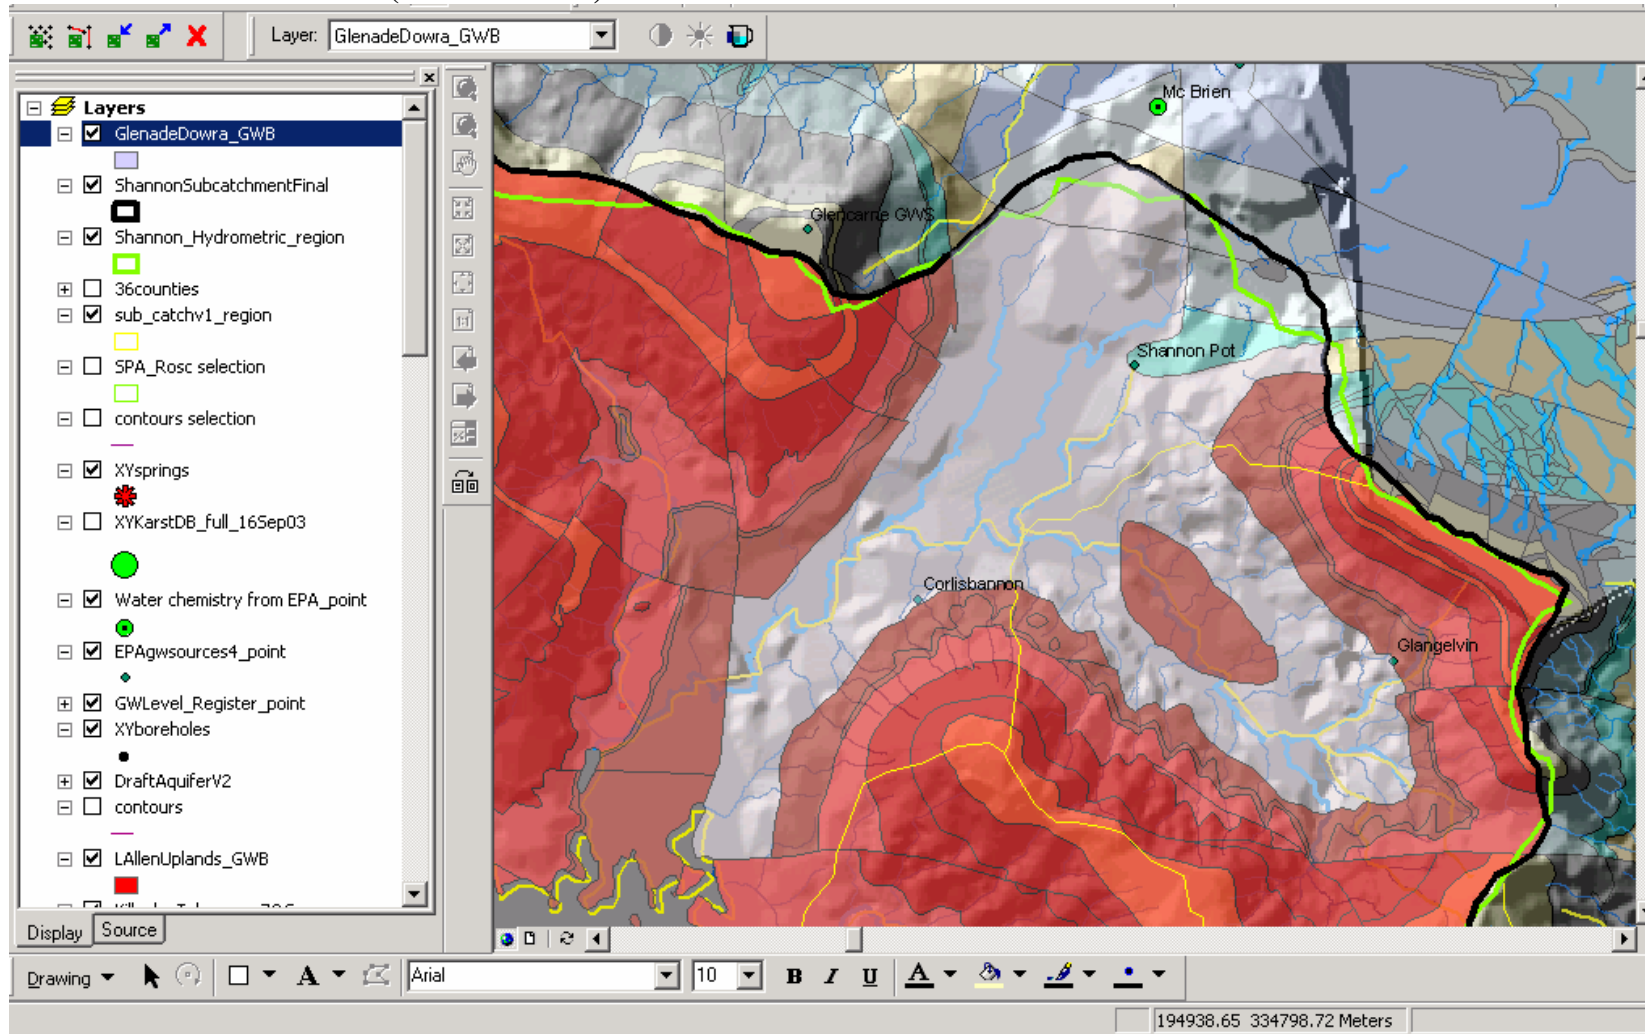 Layer: GlenadeDowra_GWB
Layers
GlenadeDowra_GWB
ShannonSubcatchmentFinal
Shannon_Hydrometric_region
36counties
sub_catchv1_region
SPA_Rosc selection
contours selection
XYsprings
XYKarstDB_full_16Sep03
Water chemistry from EPA_point
EPAgwsources4_point
GWLevel_Register_point
XYboreholes
DraftAquiferV2
contours
LAllenUplands_GWB
Display Source
1:1
Mc Brien
Glencarne GWS
Shannon Pot
Corlisbannon
Glangelvin
Drawing A Arial 10 B I U A
194938.65 334798.72 Meters